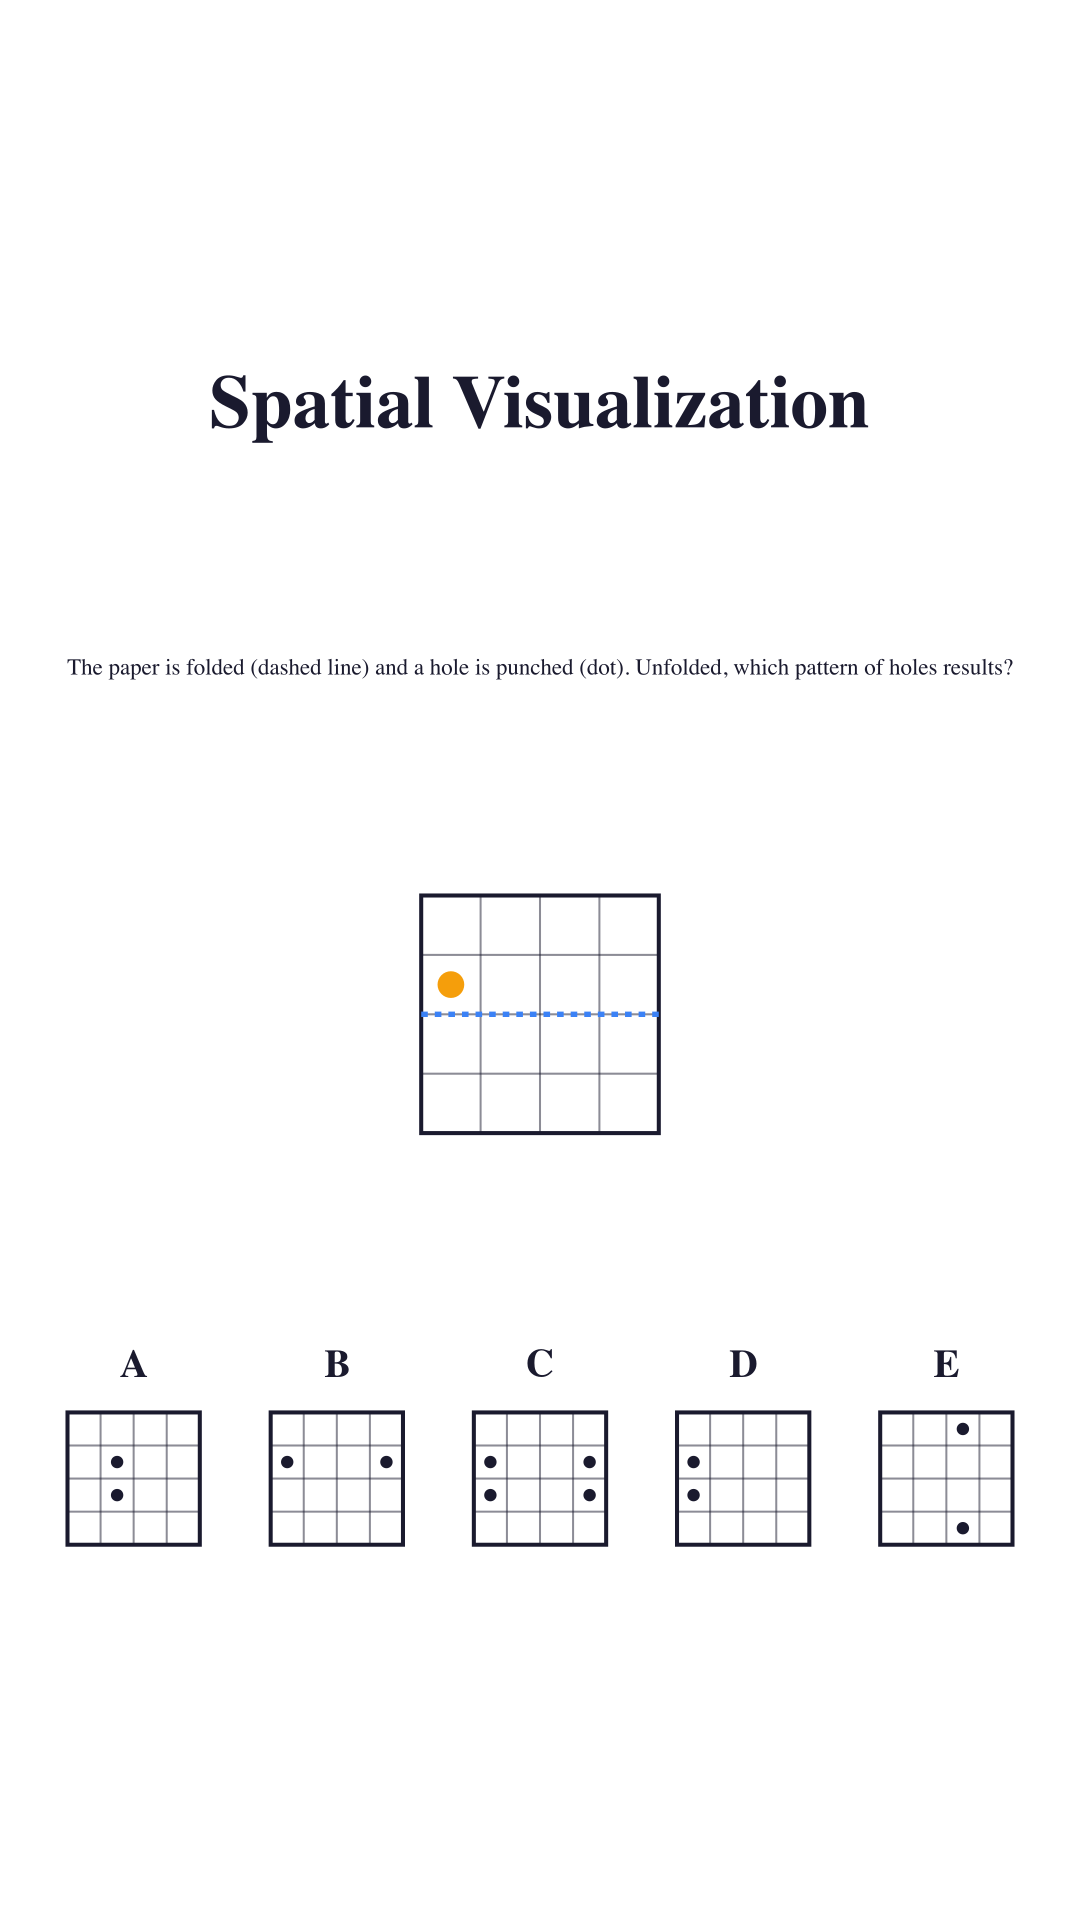 Spatial Visualization
The paper is folded (dashed line) and a hole is punched (dot). Unfolded, which pattern of holes results?
A B C D E